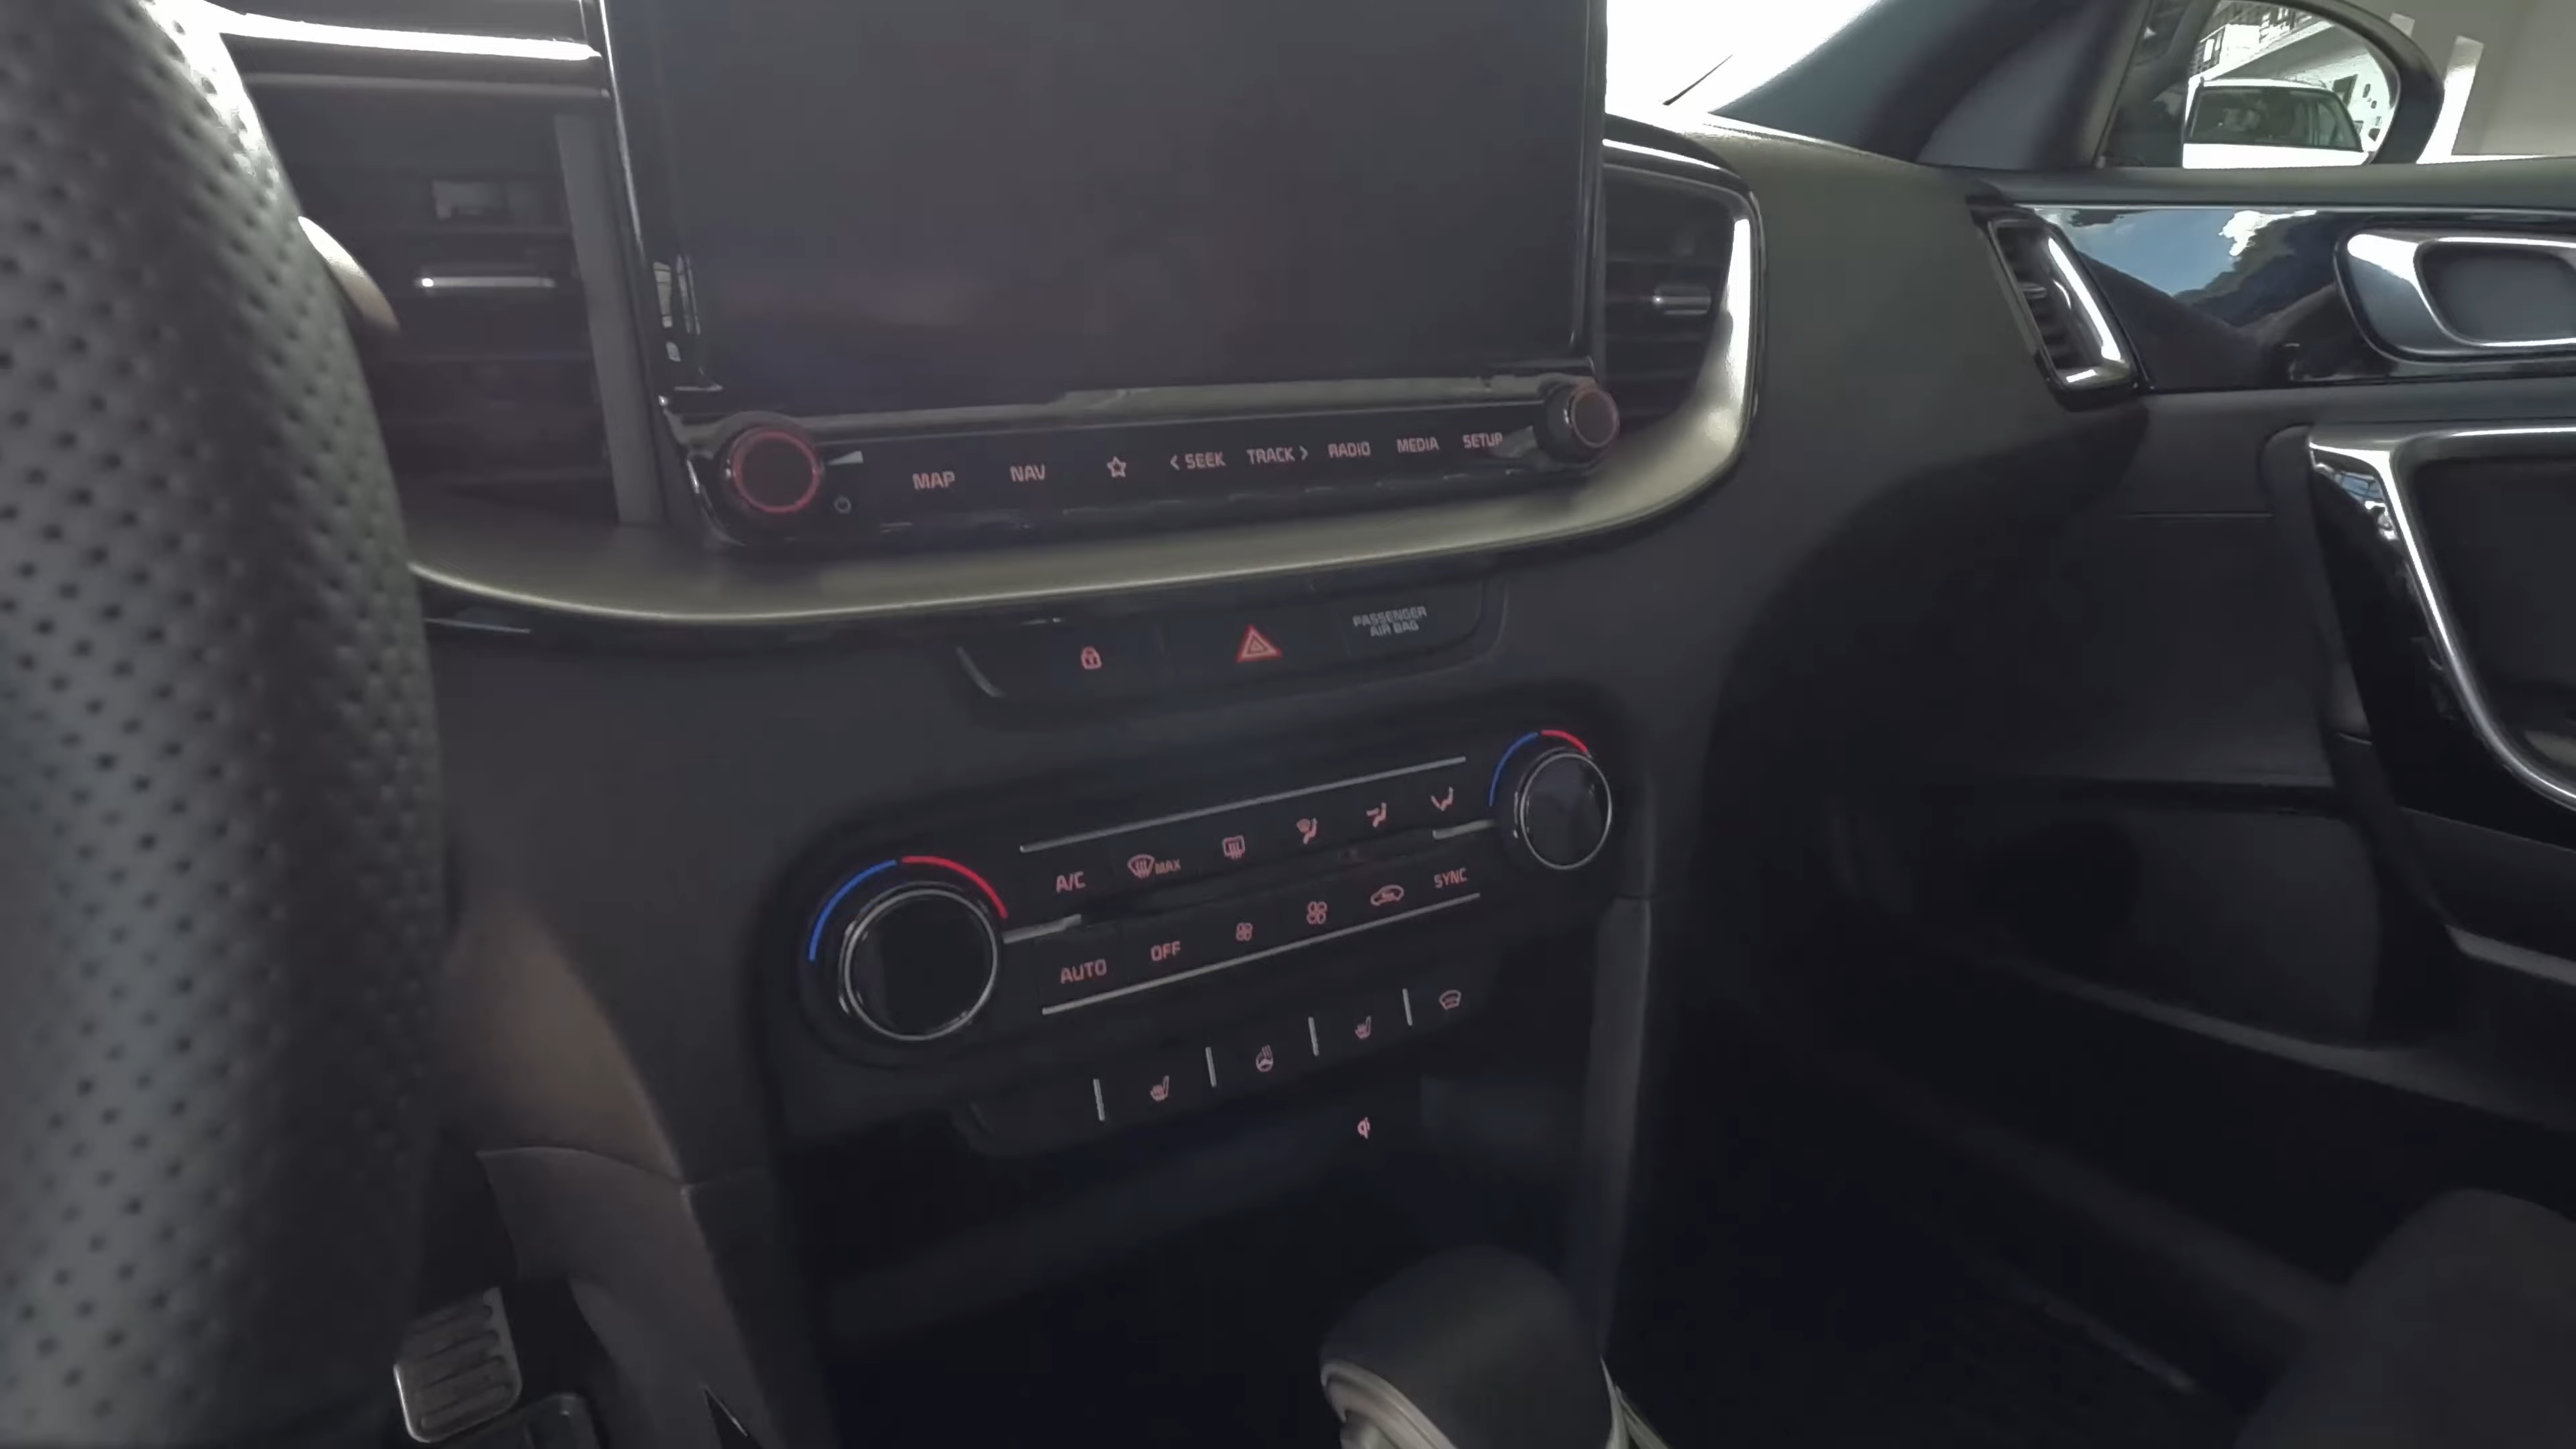 MAP NAV < SEEK TRACK > RADIO MEDIA SETUP
PASSENGER
AIR BAG
A/C MAX
AUTO OFF SYNC